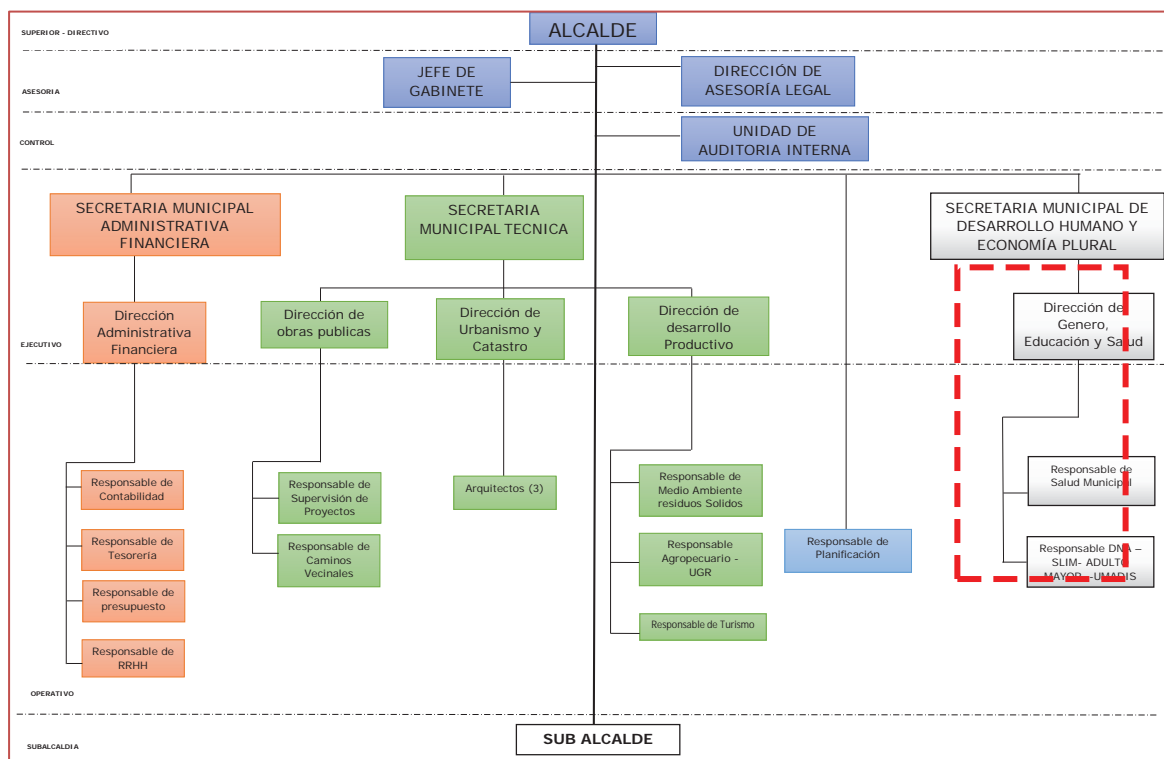 SUPERIOR - DIRECTIVO
ALCALDE
ASESORIA
JEFE DE
GABINETE
DIRECCIÓN DE
ASESORÍA LEGAL
CONTROL
UNIDAD DE
AUDITORIA INTERNA
SECRETARIA MUNICIPAL
ADMINISTRATIVA
FINANCIERA
SECRETARIA
MUNICIPAL TECNICA
SECRETARIA MUNICIPAL DE
DESARROLLO HUMANO Y
ECONOMÍA PLURAL
EJECUTIVO
Dirección
Administrativa
Financiera
Dirección de
obras publicas
Dirección de
Urbanismo y
Catastro
Dirección de
desarrollo
Productivo
Dirección de
Genero,
Educación y Salud
Responsable de
Contabilidad
Responsable de
Tesorería
Responsable de
presupuesto
Responsable de
RRHH
Responsable de
Supervisión de
Proyectos
Responsable de
Caminos
Vecinales
Arquitectos (3)
Responsable de
Medio Ambiente
residuos Solidos
Responsable
Agropecuario -
UGR
Responsable de Turismo
Responsable de
Planificación
Responsable de
Salud Municipal
Responsable DNA –
SLIM- ADULTO
MAYOR -UMADIS
OPERATIVO
SUBALCALDIA
SUB ALCALDE